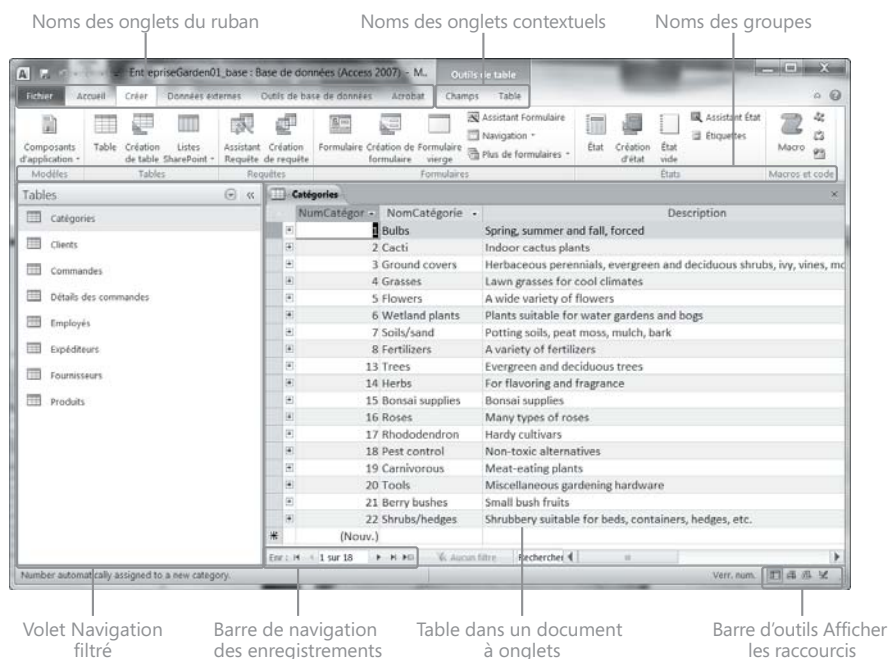 Noms des onglets du ruban Noms des onglets contextuels Noms des groupes
EntrepriseGarden01_base : Base de données (Access 2007) - M.. Outils de table
Fichier Accueil Créer Données externes Outils de base de données Acrobat Champs Table
Composants d'application
Table
Création de table
Listes SharePoint
Assistant Requête
Création de requête
Formulaire
Création de formulaire
Formulaire vierge
Assistant Formulaire
Navigation
Plus de formulaires
État
Création d'état
État vide
Assistant État
Étiquettes
Macro
Modèles Tables Requêtes Formulaires États Macros et code
Tables
Catégories
Clients
Commandes
Détails des commandes
Employés
Expéditeurs
Fournisseurs
Produits
Catégories
NumCatégor NomCatégorie Description
1 Bulbs Spring, summer and fall, forced
2 Cacti Indoor cactus plants
3 Ground covers Herbaceous perennials, evergreen and deciduous shrubs, ivy, vines, mo
4 Grasses Lawn grasses for cool climates
5 Flowers A wide variety of flowers
6 Wetland plants Plants suitable for water gardens and bogs
7 Soils/sand Potting soils, peat moss, mulch, bark
8 Fertilizers A variety of fertilizers
13 Trees Evergreen and deciduous trees
14 Herbs For flavoring and fragrance
15 Bonsai supplies Bonsai supplies
16 Roses Many types of roses
17 Rhododendron Hardy cultivars
18 Pest control Non-toxic alternatives
19 Carnivorous Meat-eating plants
20 Tools Miscellaneous gardening hardware
21 Berry bushes Small bush fruits
22 Shrubs/hedges Shrubbery suitable for beds, containers, hedges, etc.
(Nouv.)
Enr : 1 sur 18 Aucun filtre Rechercher
Number automatically assigned to a new category. Verr. num.
Volet Navigation filtré
Barre de navigation des enregistrements
Table dans un document à onglets
Barre d'outils Afficher les raccourcis